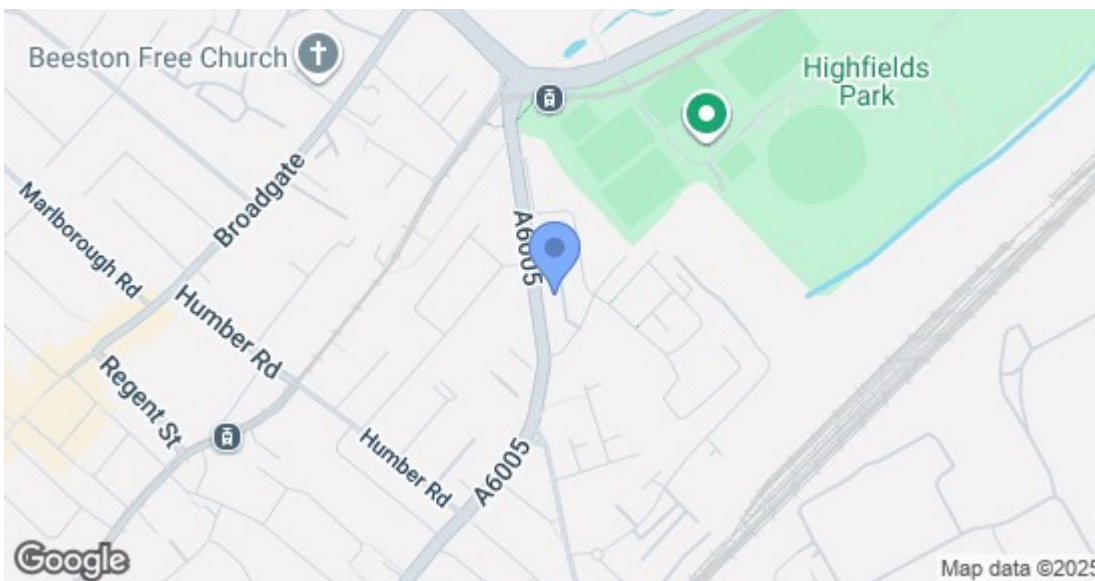 Beeston Free Church
Highfields
Park
Broadgate
Marlborough Rd
A6005
Humber Rd
Regent St
Humber Rd
A6005
Google
Map data ©2025